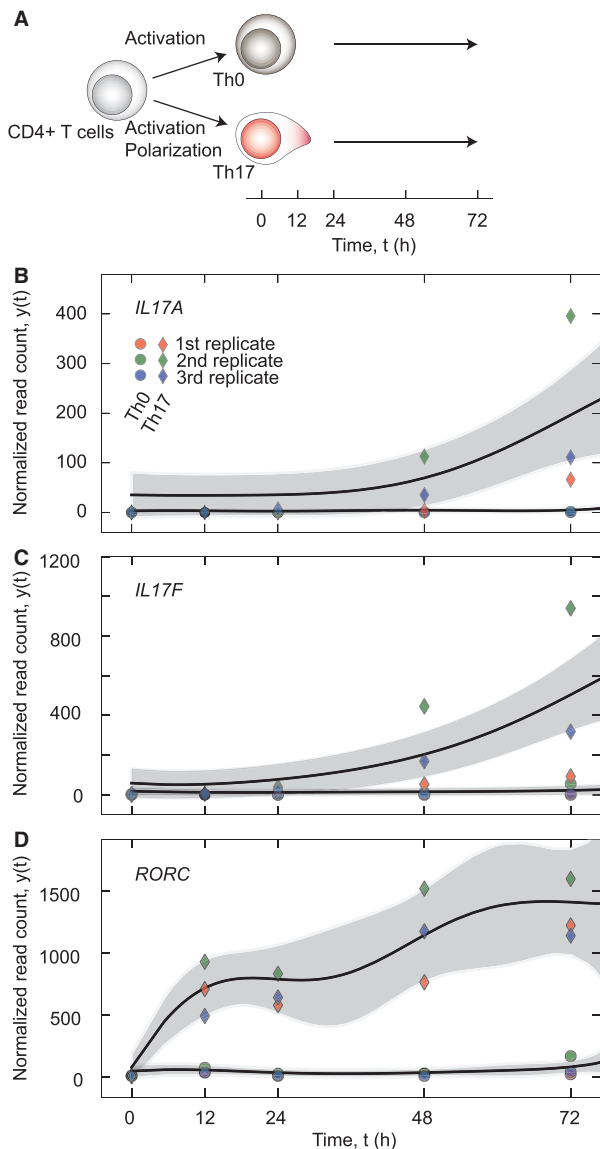 A
Activation
Th0
CD4+ T cells
Activation
Polarization
Th17
0 12 24 48 72
Time, t (h)
B
Normalized read count, y(t)
400
300
200
100
0
IL17A
1st replicate
2nd replicate
3rd replicate
Th0
Th17
C
Normalized read count, y(t)
1200
800
400
0
IL17F
D
Normalized read count, y(t)
1500
1000
500
0
RORC
0 12 24 48 72
Time, t (h)